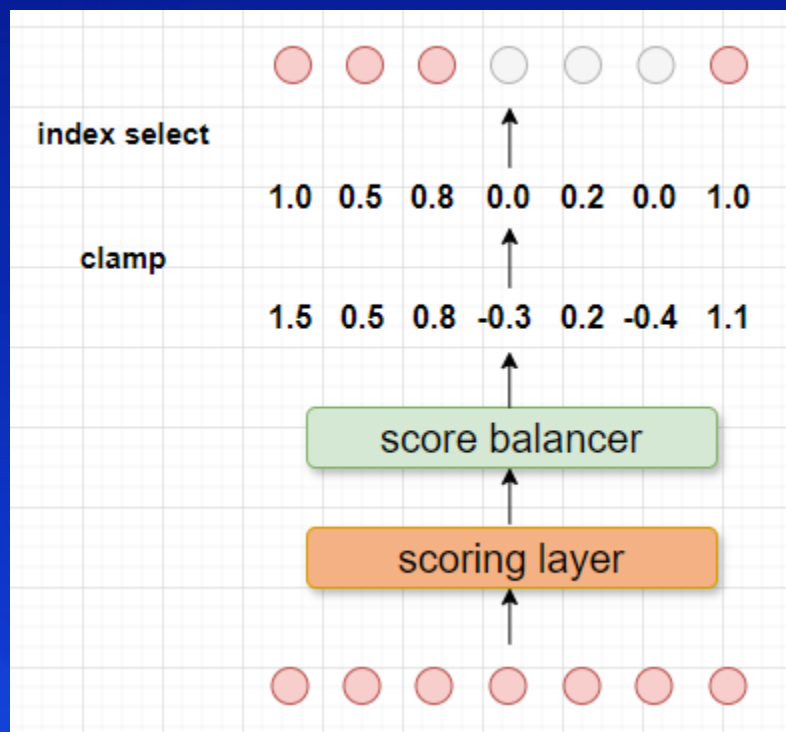 index select
1.0 0.5 0.8 0.0 0.2 0.0 1.0
clamp
1.5 0.5 0.8 -0.3 0.2 -0.4 1.1
score balancer
scoring layer